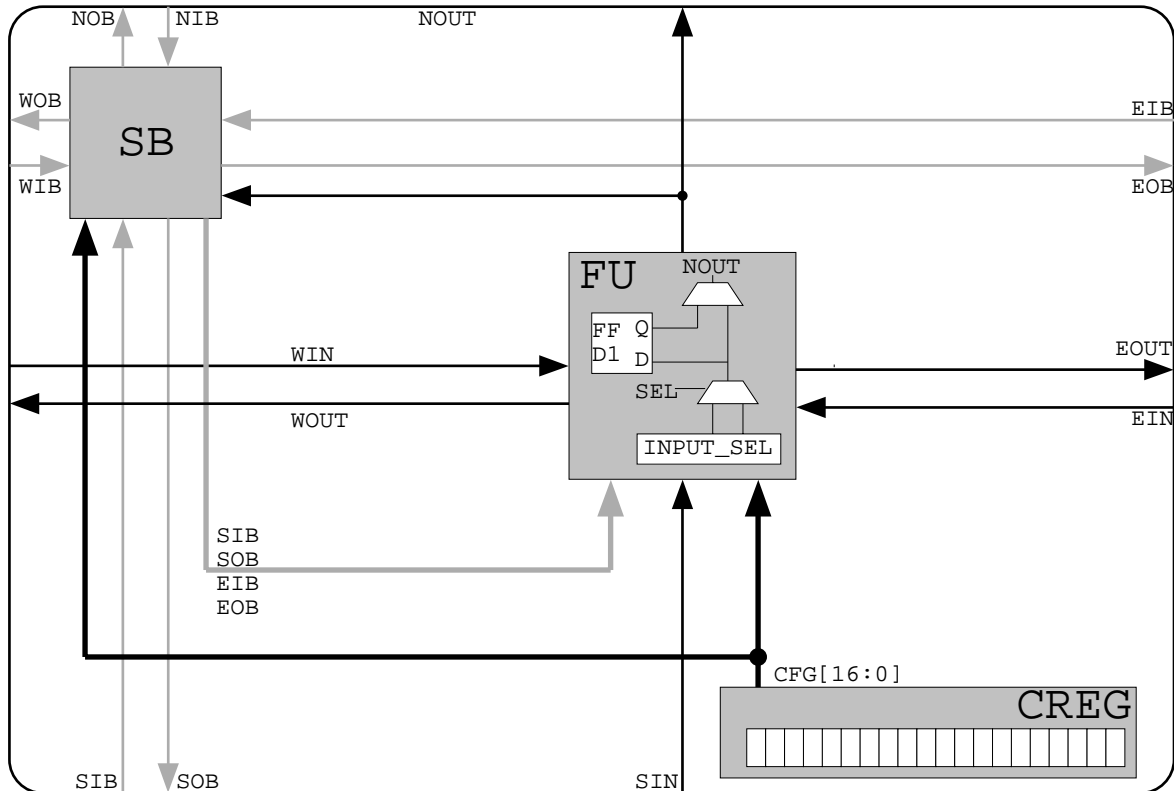 NOB NIB NOUT
WOB
EIB
SB
WIB
EOB
FU
NOUT
FF Q
D1 D
WIN
EOUT
SEL
WOUT
EIN
INPUT_SEL
SIB
SOB
EIB
EOB
CFG[16:0]
CREG
SIB SOB SIN